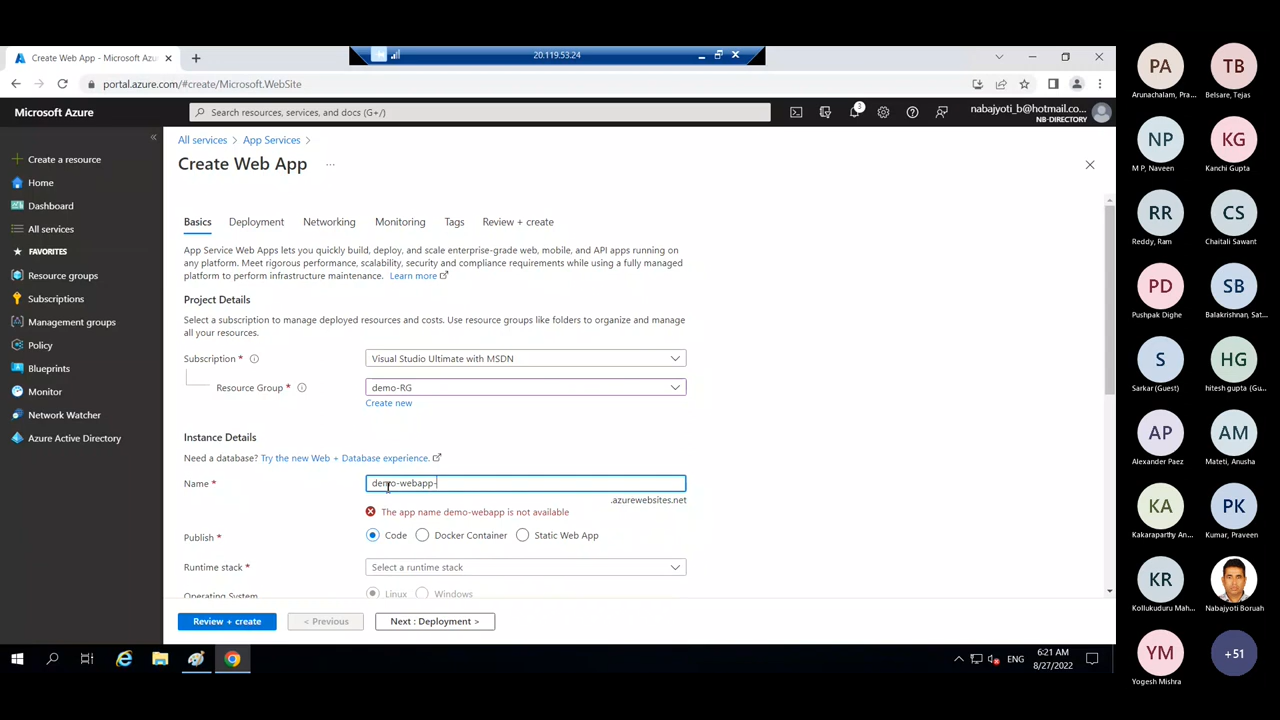 Create Web App - Microsoft Azu
20.119.53.24
portal.azure.com/#create/Microsoft.WebSite
Microsoft Azure
Search resources, services, and docs (G+/)
3
nabajyoti_b@hotmail.co...
NB-DIRECTORY
Create a resource
Home
Dashboard
All services
FAVORITES
Resource groups
Subscriptions
Management groups
Policy
Blueprints
Monitor
Network Watcher
Azure Active Directory
All services > App Services >
Create Web App ...
Basics Deployment Networking Monitoring Tags Review + create
App Service Web Apps lets you quickly build, deploy, and scale enterprise-grade web, mobile, and API apps running on
any platform. Meet rigorous performance, scalability, security and compliance requirements while using a fully managed
platform to perform infrastructure maintenance. Learn more
Project Details
Select a subscription to manage deployed resources and costs. Use resource groups like folders to organize and manage
all your resources.
Subscription * Visual Studio Ultimate with MSDN
Resource Group * demo-RG
Create new
Instance Details
Need a database? Try the new Web + Database experience.
Name * demo-webapp-
.azurewebsites.net
The app name demo-webapp is not available
Publish * Code Docker Container Static Web App
Runtime stack * Select a runtime stack
Operating System Linux Windows
Review + create < Previous Next : Deployment >
ENG
6:21 AM
8/27/2022
PA TB
Arunachalam, Pra... Belsare, Tejas
NP KG
M P, Naveen Kanchi Gupta
RR CS
Reddy, Ram Chaitali Sawant
PD SB
Pushpak Dighe Balakrishnan, Sat...
S HG
Sarkar (Guest) hitesh gupta (Gu...
AP AM
Alexander Paez Mateti, Anusha
KA PK
Kakaraparthy An... Kumar, Praveen
KR
Kollukuduru Mah... Nabajyoti Boruah
YM +51
Yogesh Mishra